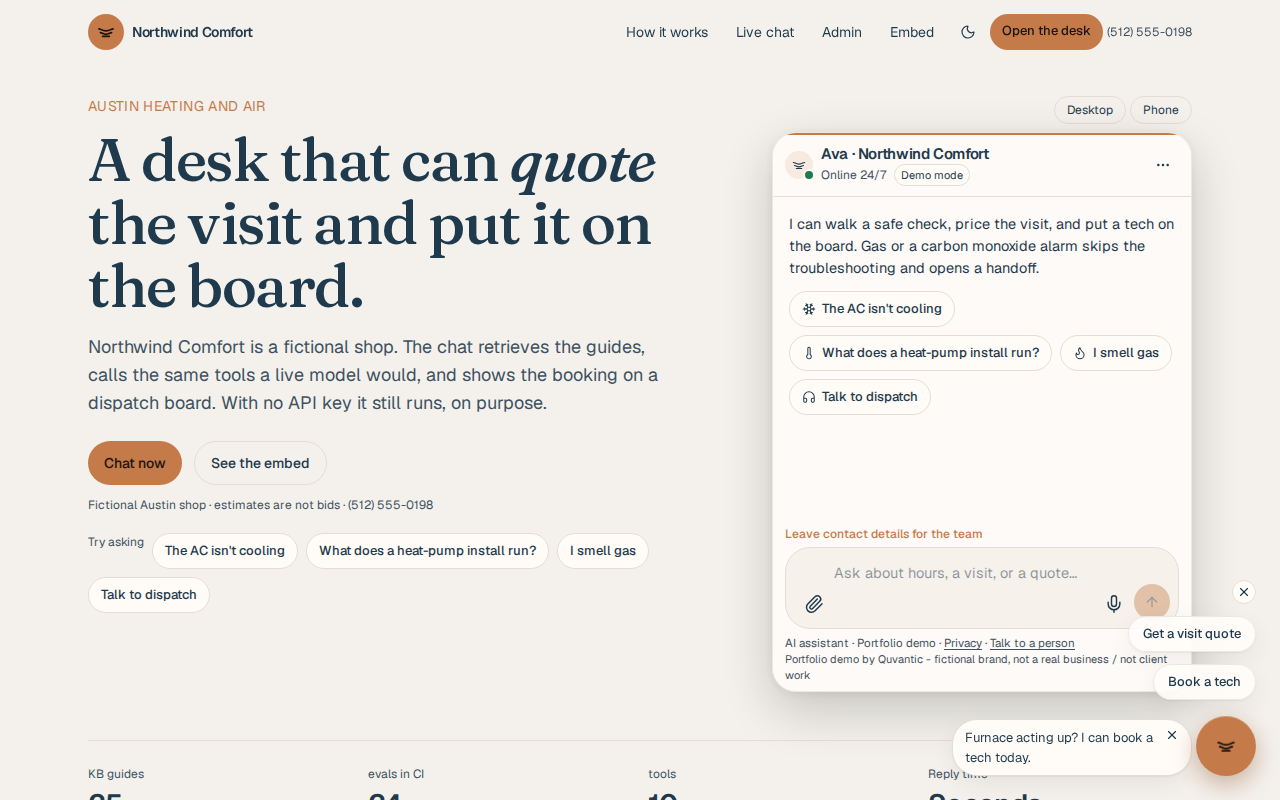 Northwind Comfort
How it works
Live chat
Admin
Embed
Open the desk
(512) 555-0198
AUSTIN HEATING AND AIR
A desk that can quote
the visit and put it on
the board.
Northwind Comfort is a fictional shop. The chat retrieves the guides,
calls the same tools a live model would, and shows the booking on a
dispatch board. With no API key it still runs, on purpose.
Chat now
See the embed
Fictional Austin shop · estimates are not bids · (512) 555-0198
Try asking
The AC isn't cooling
What does a heat-pump install run?
I smell gas
Talk to dispatch
Desktop
Phone
Ava · Northwind Comfort
Online 24/7
Demo mode
I can walk a safe check, price the visit, and put a tech on
the board. Gas or a carbon monoxide alarm skips the
troubleshooting and opens a handoff.
The AC isn't cooling
What does a heat-pump install run?
I smell gas
Talk to dispatch
Leave contact details for the team
Ask about hours, a visit, or a quote...
AI assistant · Portfolio demo · Privacy · Talk to a person
Portfolio demo by Quvantic - fictional brand, not a real business / not client
work
Get a visit quote
Book a tech
Furnace acting up? I can book a
tech today.
KB guides
evals in CI
tools
Reply time